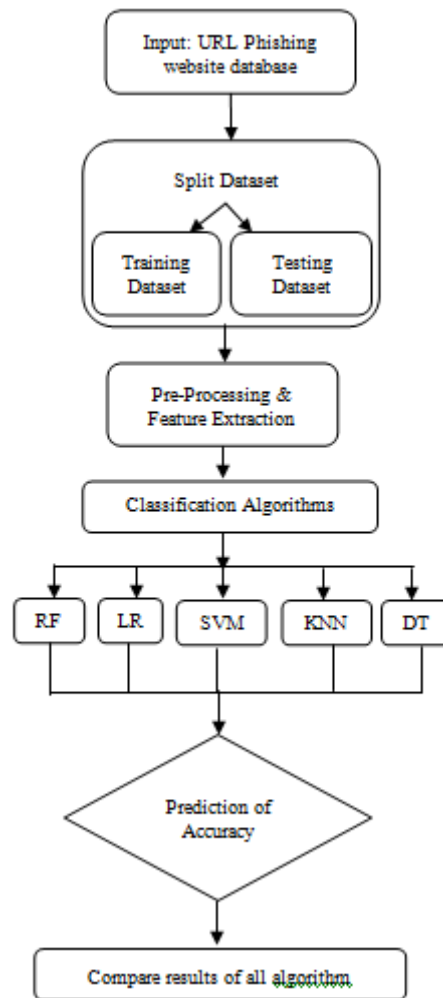 Input: URL Phishing
website database
Split Dataset
Training
Dataset
Testing
Dataset
Pre-Processing &
Feature Extraction
Classification Algorithms
RF
LR
SVM
KNN
DT
Prediction of
Accuracy
Compare results of all algorithm